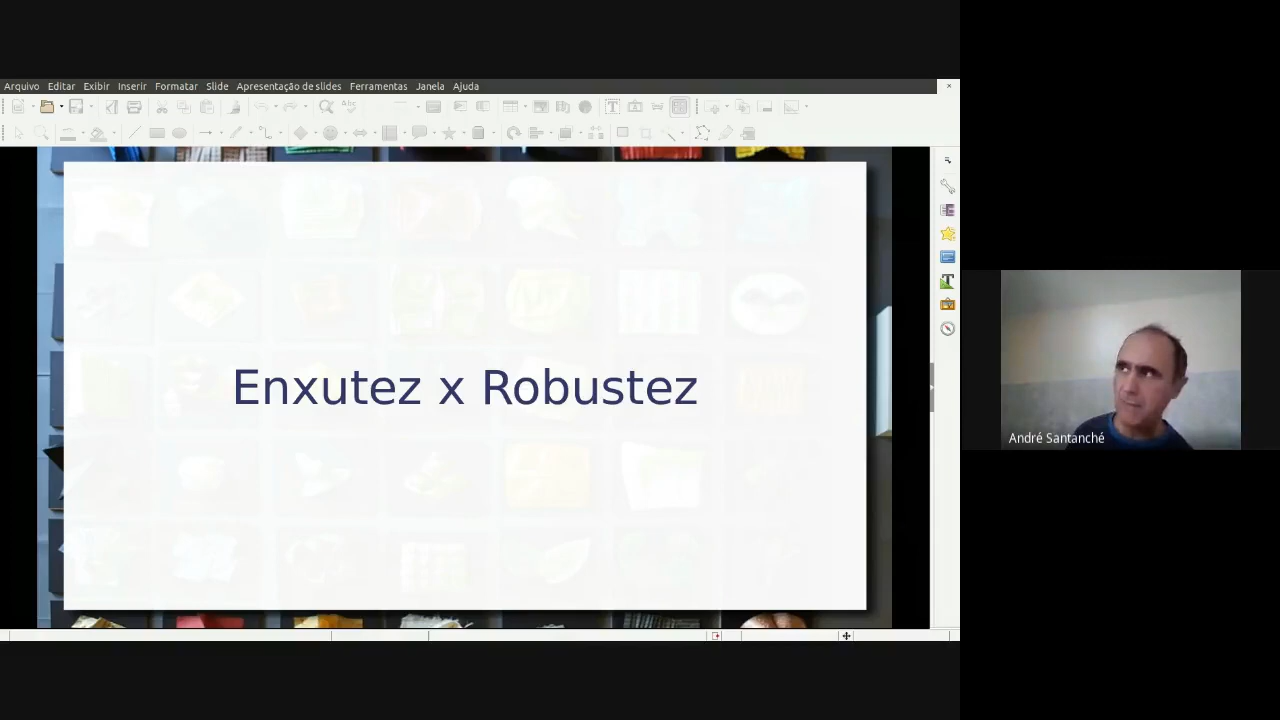 Arquivo Editar Exibir Inserir Formatar Slide Apresentação de slides Ferramentas Janela Ajuda
Enxutez x Robustez
André Santanché